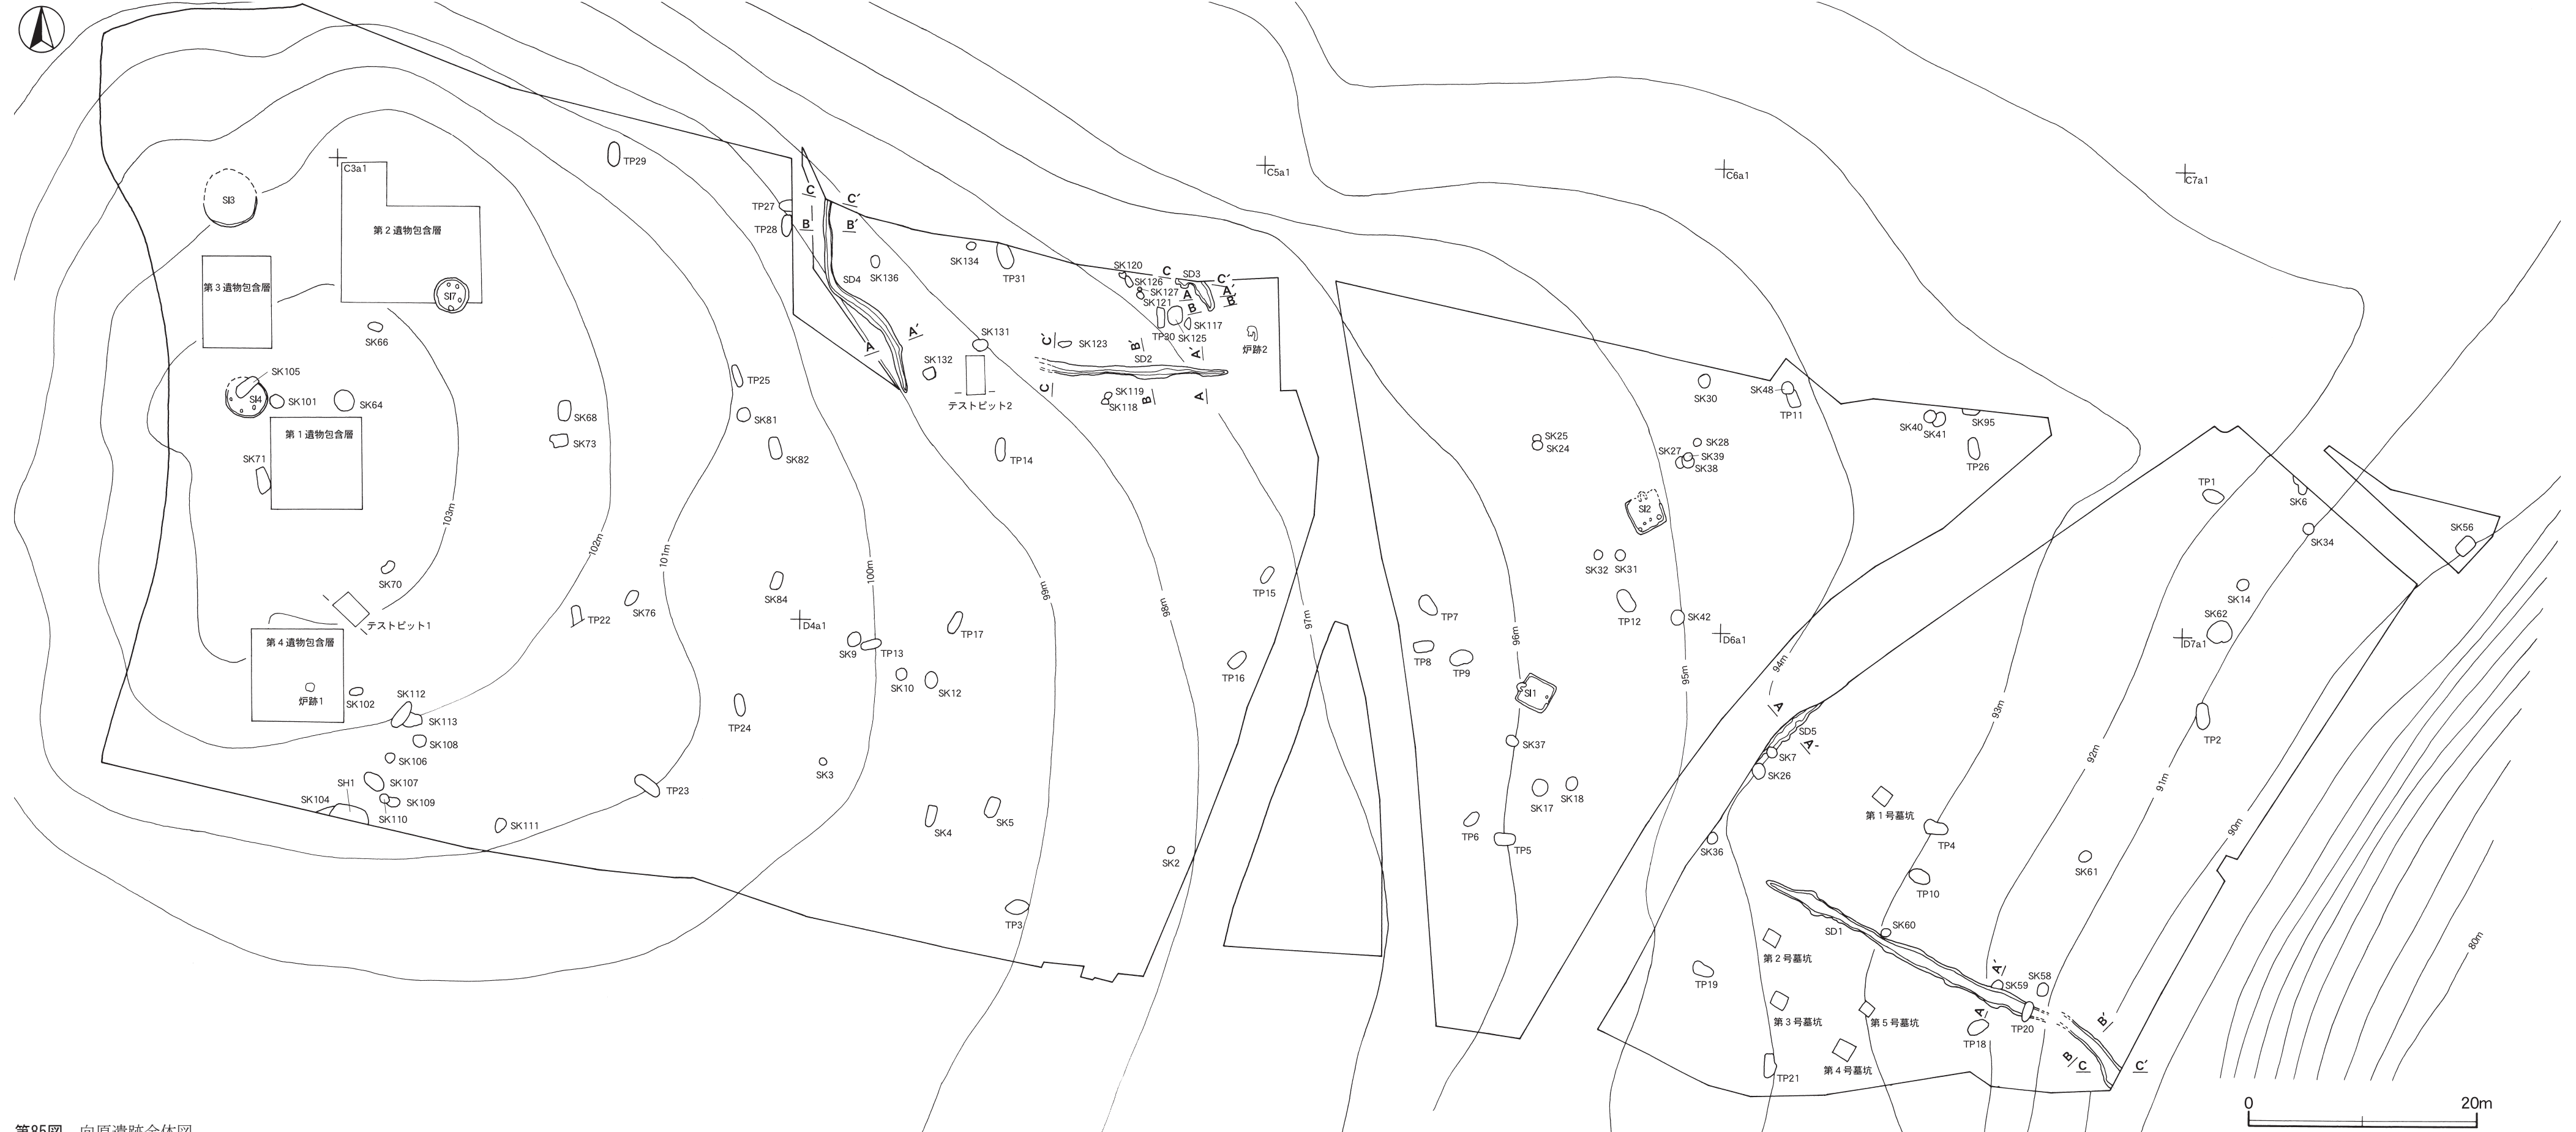 C3a1
C5a1
C6a1
C7a1
TP29
SI3
第２遺物包含層
第３遺物包含層
SI7
SK66
SK105
SI4
SK101
SK64
第１遺物包含層
SK71
103m
102m
101m
100m
99m
98m
97m
96m
95m
94m
93m
92m
91m
90m
80m
SK70
テストピット1
第４遺物包含層
炉跡1
SK102
SK112
SK113
SK108
SK106
SH1
SK107
SK104
SK109
SK110
SK111
SK68
SK73
TP25
SK81
SK82
TP22
SK76
SK84
D4a1
SK9
TP13
TP17
SK10
SK12
TP24
TP23
SK3
SK4
SK5
SK2
TP3
TP27
TP28
C
C′
B
B′
SD4
SK136
A
A′
SK134
TP31
SK131
SK132
テストピット2
TP14
SK120
SK126
SK127
SK121
C
SD3
C′
A
A′
B
B
TP30
SK125
SK117
炉跡2
C′
SK123
B′
SD2
A′
C
SK119
SK118
B
A
TP15
TP16
SK30
SK48
TP11
SK25
SK24
SK28
SK27
SK39
SK38
SI2
SK32
SK31
TP7
TP12
SK42
D6a1
TP8
TP9
SI1
SK37
SK17
SK18
TP6
TP5
SK40
SK41
SK95
TP26
TP1
SK6
SK34
SK56
SK14
SK62
D7a1
TP2
A
SD5
A′
SK7
SK26
SK36
第１号墓坑
TP4
TP10
SK61
SD1
SK60
第２号墓坑
TP19
第３号墓坑
第５号墓坑
第４号墓坑
TP21
A′
SK59
SK58
A
TP18
TP20
B′
B
C
C′
0
20m
第85図　向原遺跡全体図